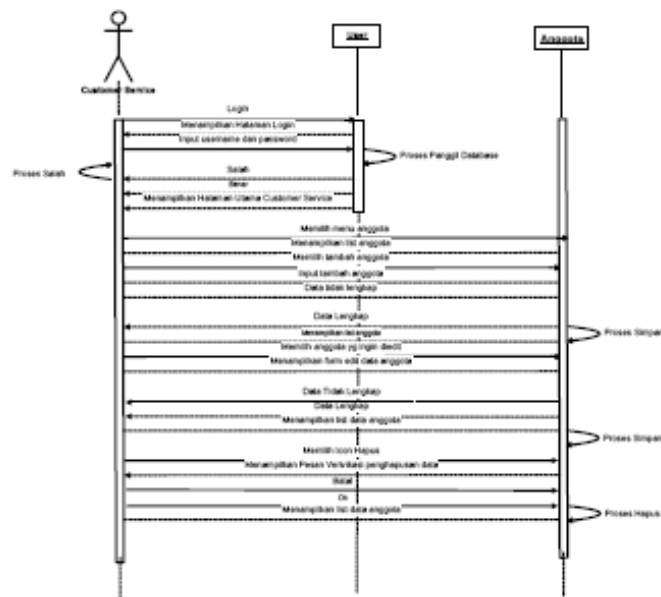 User
Anggota
Customer Service
Login
Menampilkan Halaman Login
Input username dan password
Proses Panggil Database
Proses Salah
Salah
Benar
Menampilkan Halaman Utama Customer Service
Memilih menu anggota
Menampilkan list anggota
Memilih tambah anggota
Input tambah anggota
Data tidak lengkap
Data Lengkap
Proses Simpan
Menampilkan list anggota
Memilih anggota yg ingin diedit
Menampilkan form edit data anggota
Data Tidak Lengkap
Data Lengkap
Menampilkan list data anggota
Proses Simpan
Memilih Icon Hapus
Menampilkan Pesan Verivikasi penghapusan data
Batal
Ok
Menampilkan list data anggota
Proses Hapus